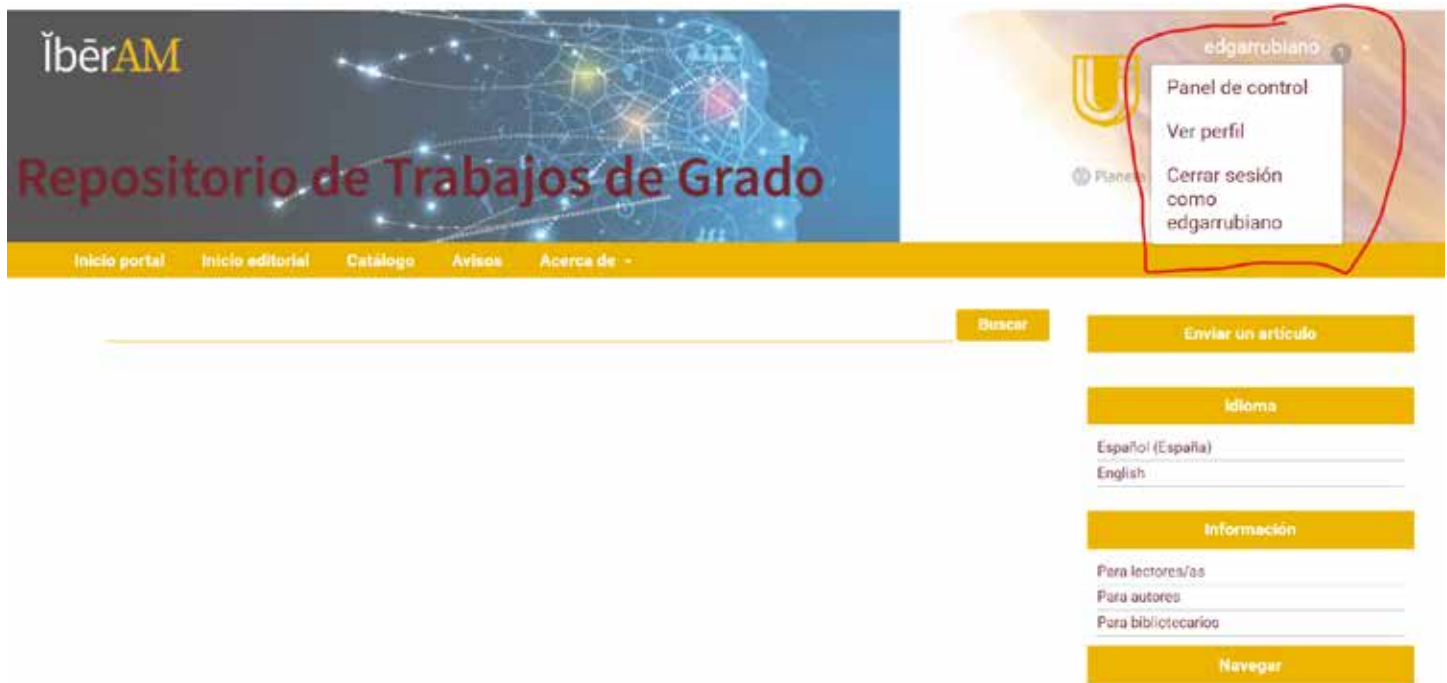 ǏbērAM
Repositorio de Trabajos de Grado
edgarrubiano 1
Panel de control
Ver perfil
Cerrar sesión
como
edgarrubiano
Inicio portal Inicio editorial Catálogo Avisos Acerca de
Buscar
Enviar un artículo
Idioma
Español (España)
English
Información
Para lectores/as
Para autores
Para bibliotecarios
Navegar